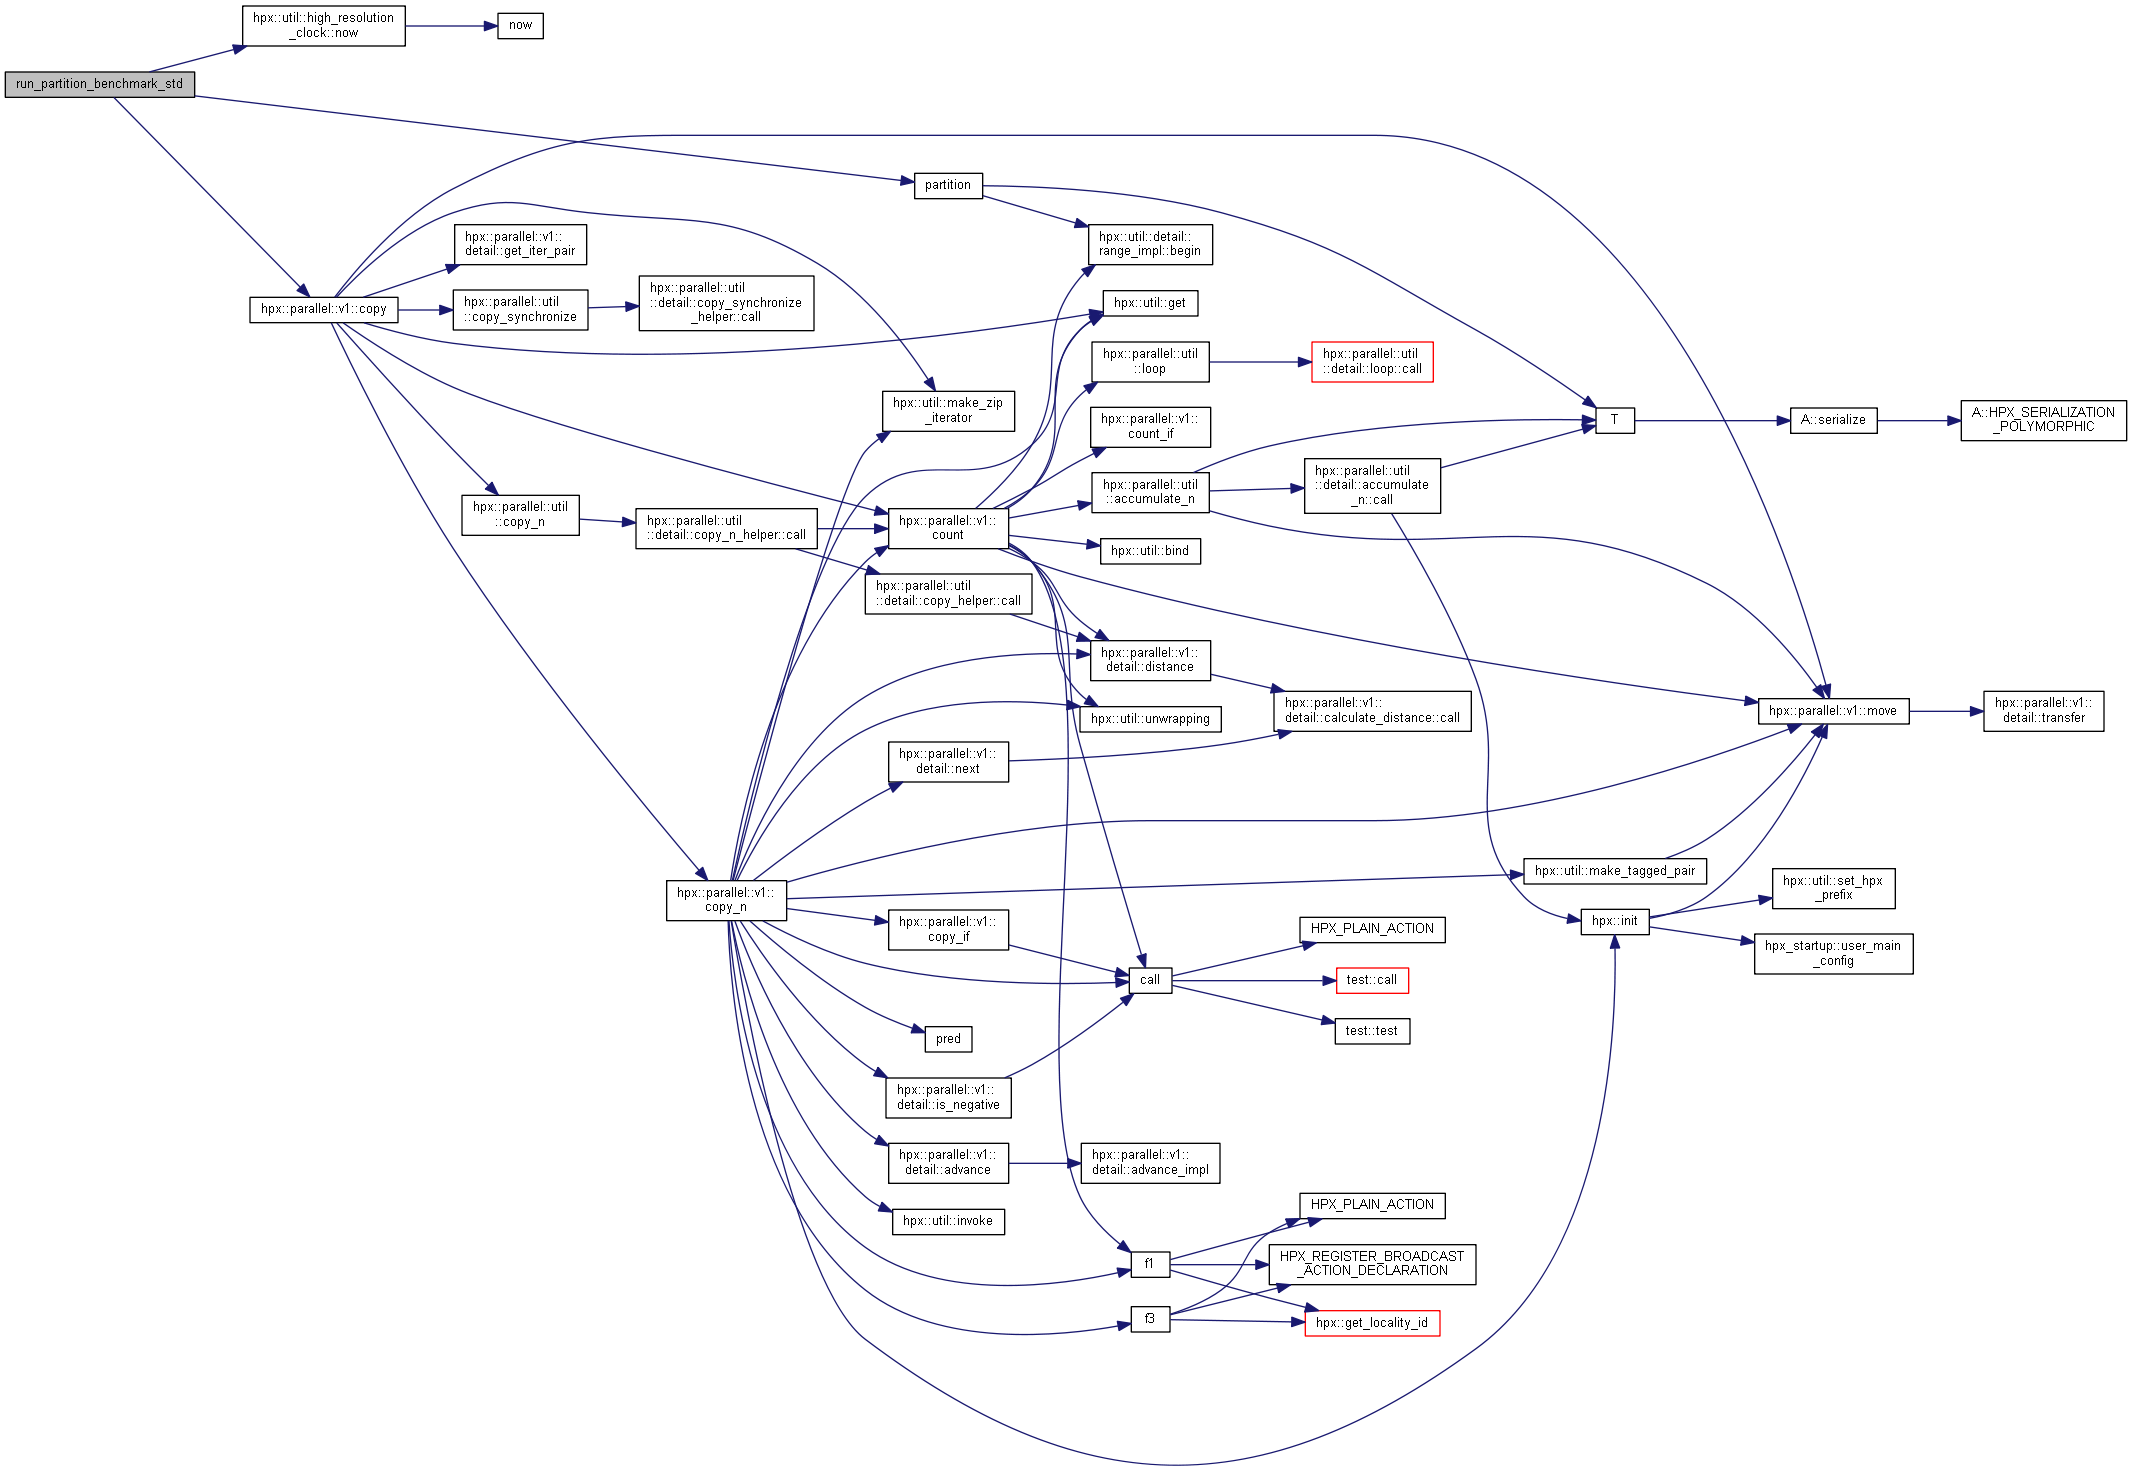 run_partition_benchmark_std
hpx::util::high_resolution
_clock::now
now
hpx::parallel::v1::copy
hpx::parallel::v1::
detail::get_iter_pair
hpx::parallel::util
::copy_synchronize
hpx::parallel::util
::detail::copy_synchronize
_helper::call
hpx::parallel::util
::copy_n
hpx::parallel::util
::detail::copy_n_helper::call
hpx::parallel::v1::
copy_n
partition
hpx::util::make_zip
_iterator
hpx::parallel::v1::
count
hpx::parallel::util
::detail::copy_helper::call
hpx::parallel::v1::
detail::next
hpx::parallel::v1::
copy_if
pred
hpx::parallel::v1::
detail::is_negative
hpx::parallel::v1::
detail::advance
hpx::util::invoke
hpx::util::detail::
range_impl::begin
hpx::util::get
hpx::parallel::util
::loop
hpx::parallel::v1::
count_if
hpx::parallel::util
::accumulate_n
hpx::util::bind
hpx::parallel::v1::
detail::distance
hpx::util::unwrapping
call
hpx::parallel::v1::
detail::advance_impl
f1
f3
hpx::parallel::util
::detail::loop::call
hpx::parallel::util
::detail::accumulate
_n::call
hpx::parallel::v1::
detail::calculate_distance::call
HPX_PLAIN_ACTION
test::call
test::test
HPX_PLAIN_ACTION
HPX_REGISTER_BROADCAST
_ACTION_DECLARATION
hpx::get_locality_id
T
hpx::util::make_tagged_pair
hpx::init
A::serialize
hpx::parallel::v1::move
hpx::util::set_hpx
_prefix
hpx_startup::user_main
_config
A::HPX_SERIALIZATION
_POLYMORPHIC
hpx::parallel::v1::
detail::transfer